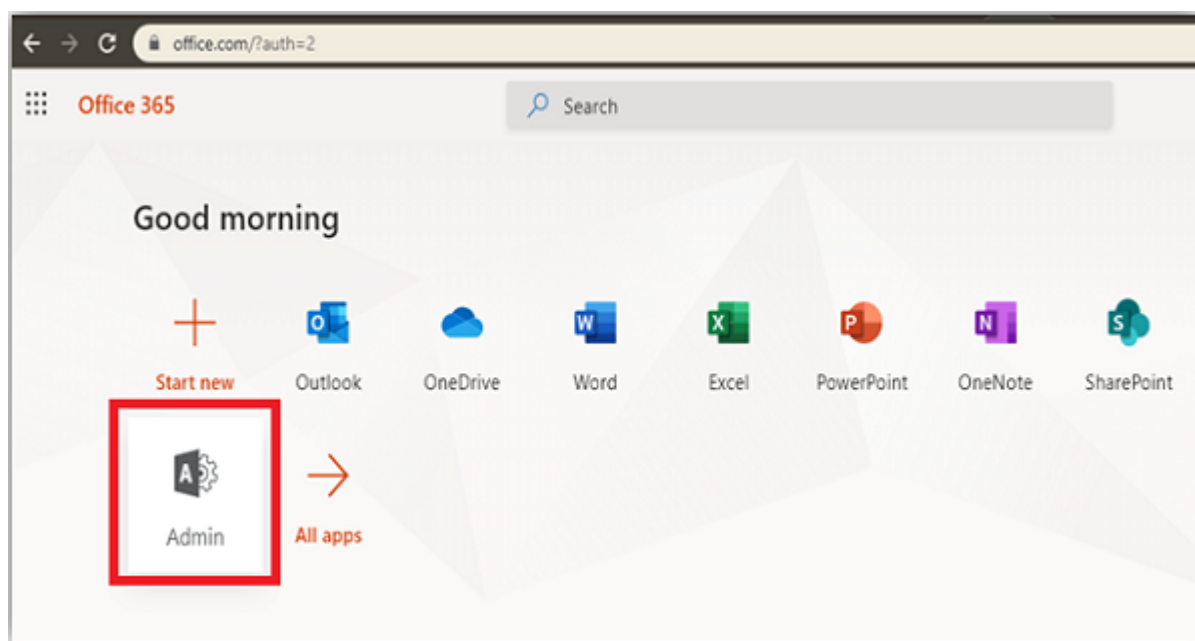 office.com/?auth=2
Office 365
Search
Good morning
Start new
Outlook
OneDrive
Word
Excel
PowerPoint
OneNote
SharePoint
Admin
All apps